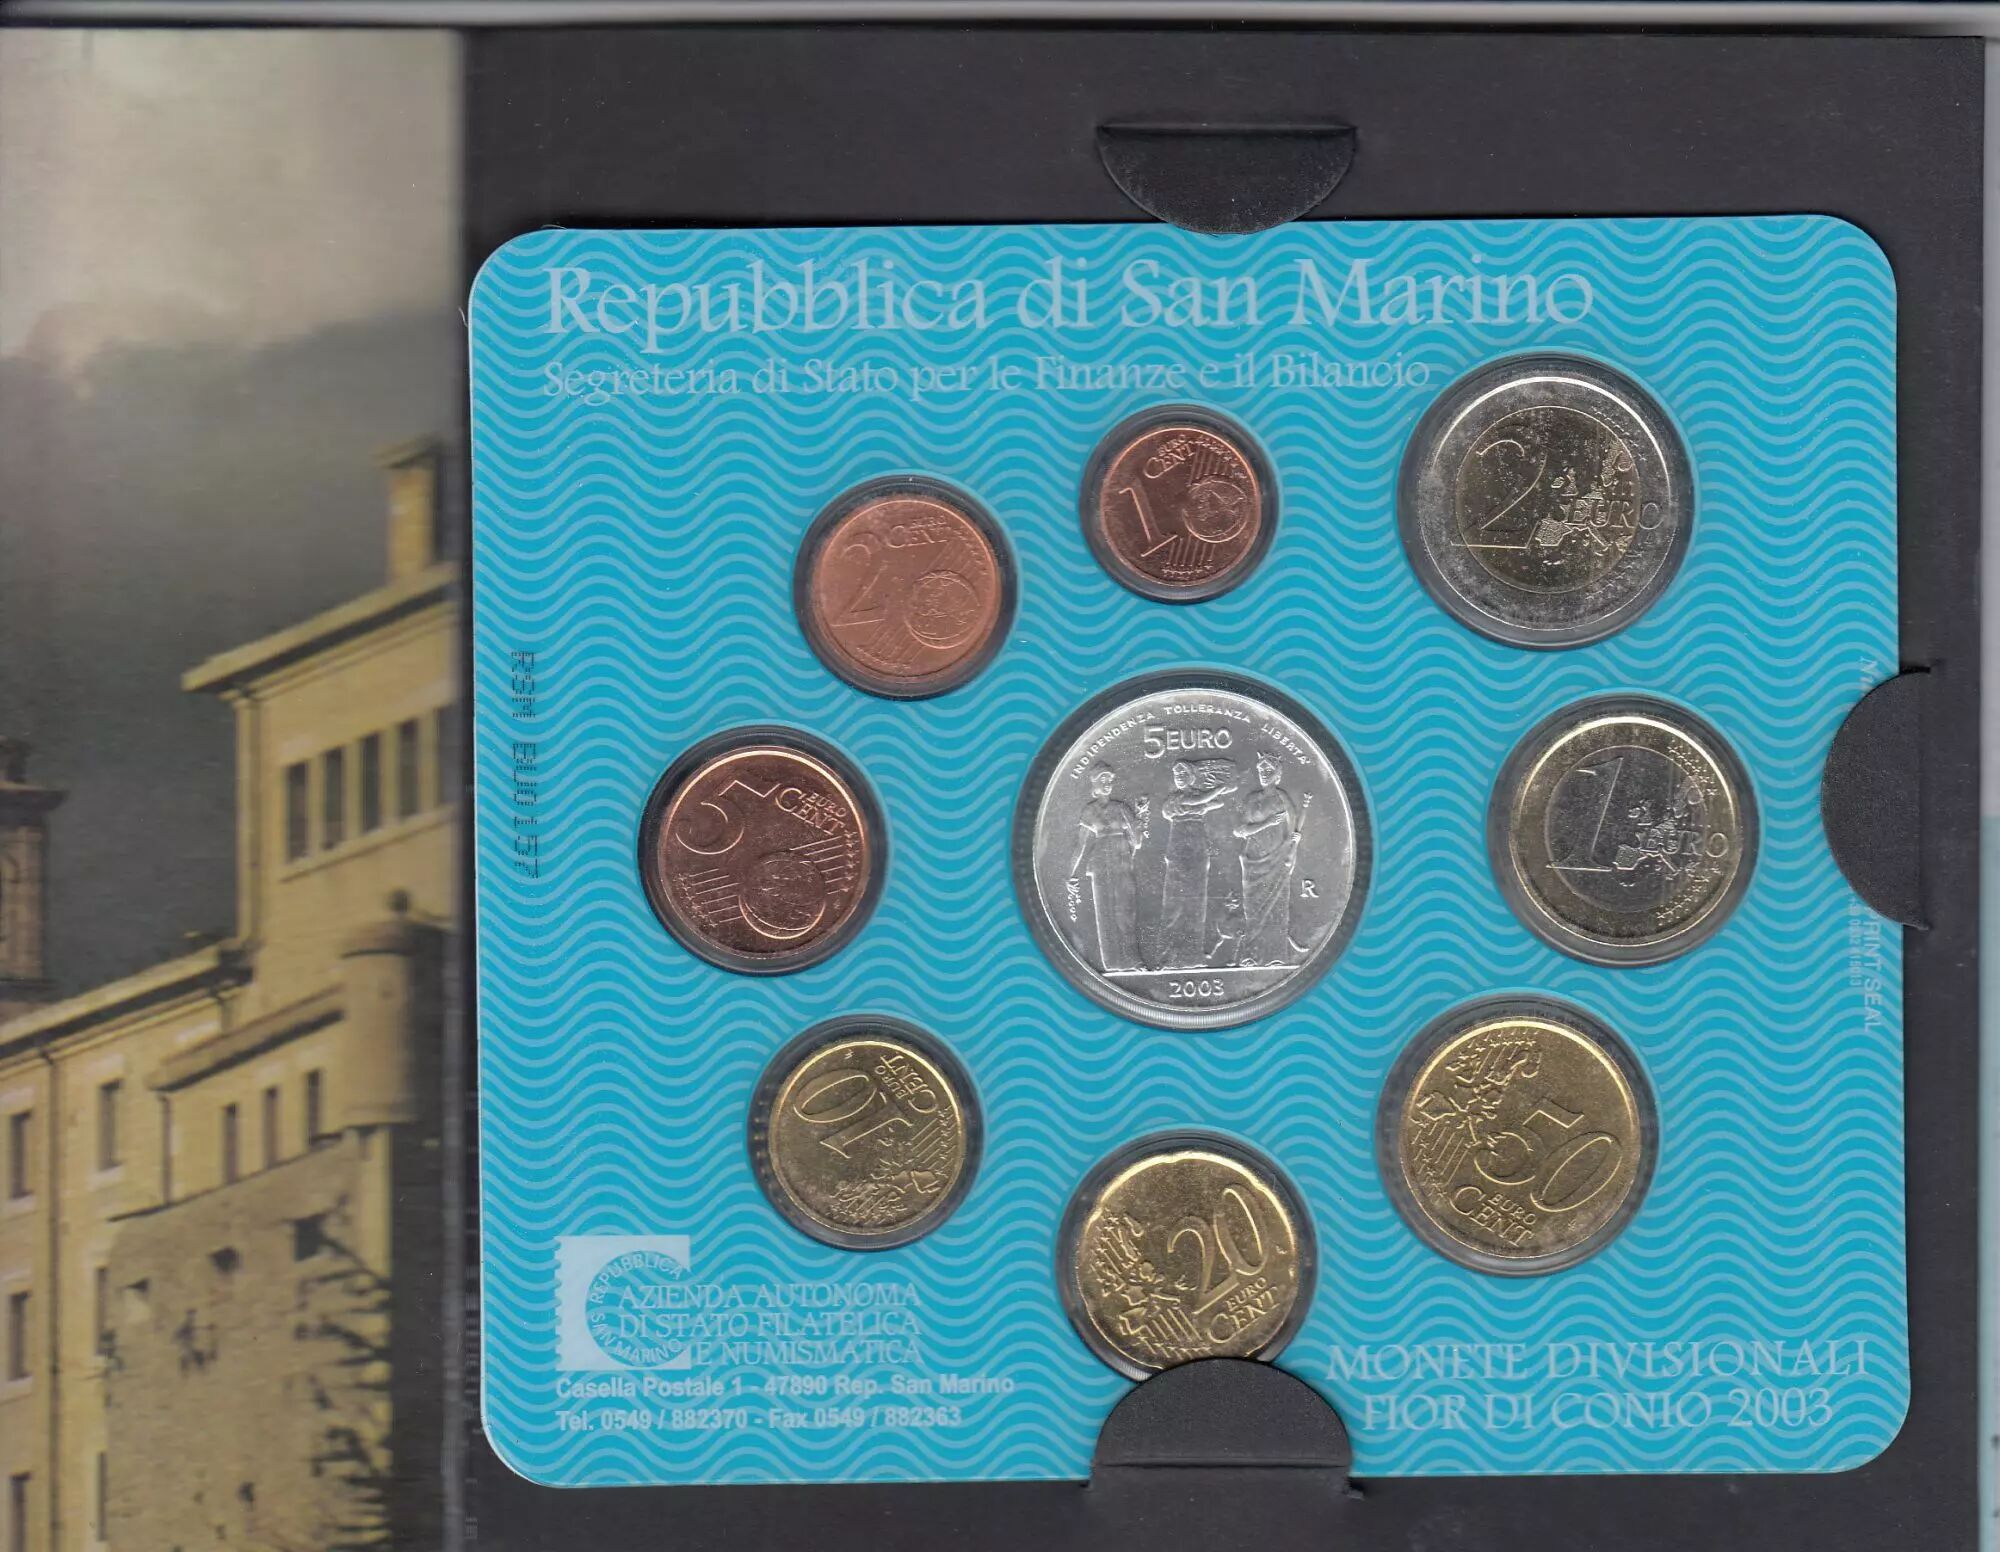 Repubblica di San Marino
Segreteria di Stato per le Finanze e il Bilancio
1 EURO CENT
2 EURO CENT
2 EURO
INDIPENDENZA TOLLERANZA LIBERTA'
5 EURO
R
2003
5 EURO CENT
1 EURO
10 EURO CENT
20 EURO CENT
50 EURO CENT
PRINT/SEAL
REPUBBLICA
SAN MARINO
AZIENDA AUTONOMA
DI STATO FILATELICA
E NUMISMATICA
Casella Postale 1 - 47890 Rep. San Marino
Tel. 0549 / 882370 - Fax 0549 / 882363
MONETE DIVISIONALI
FIOR DI CONIO 2003